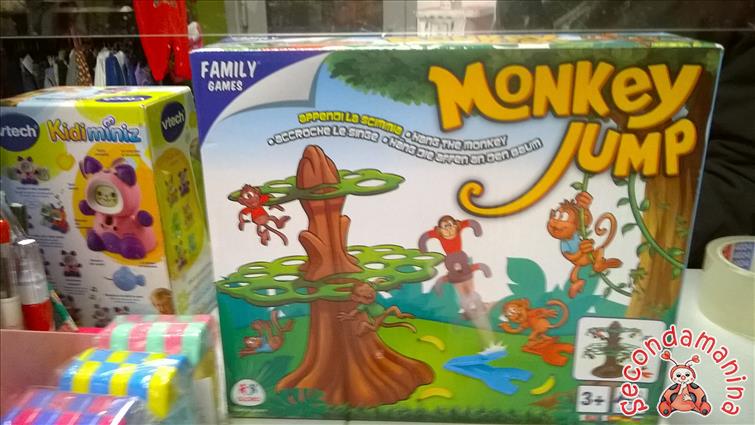 FAMILY
GAMES
MONKEY
JUMP
APPENDI LA SCIMMIA • HANG THE MONKEY
• ACCROCHE LE SINGE • HANG DIE AFFEN AN DEN BAUM
vtech
Kidiminiz
vtech
3+
secondamanina